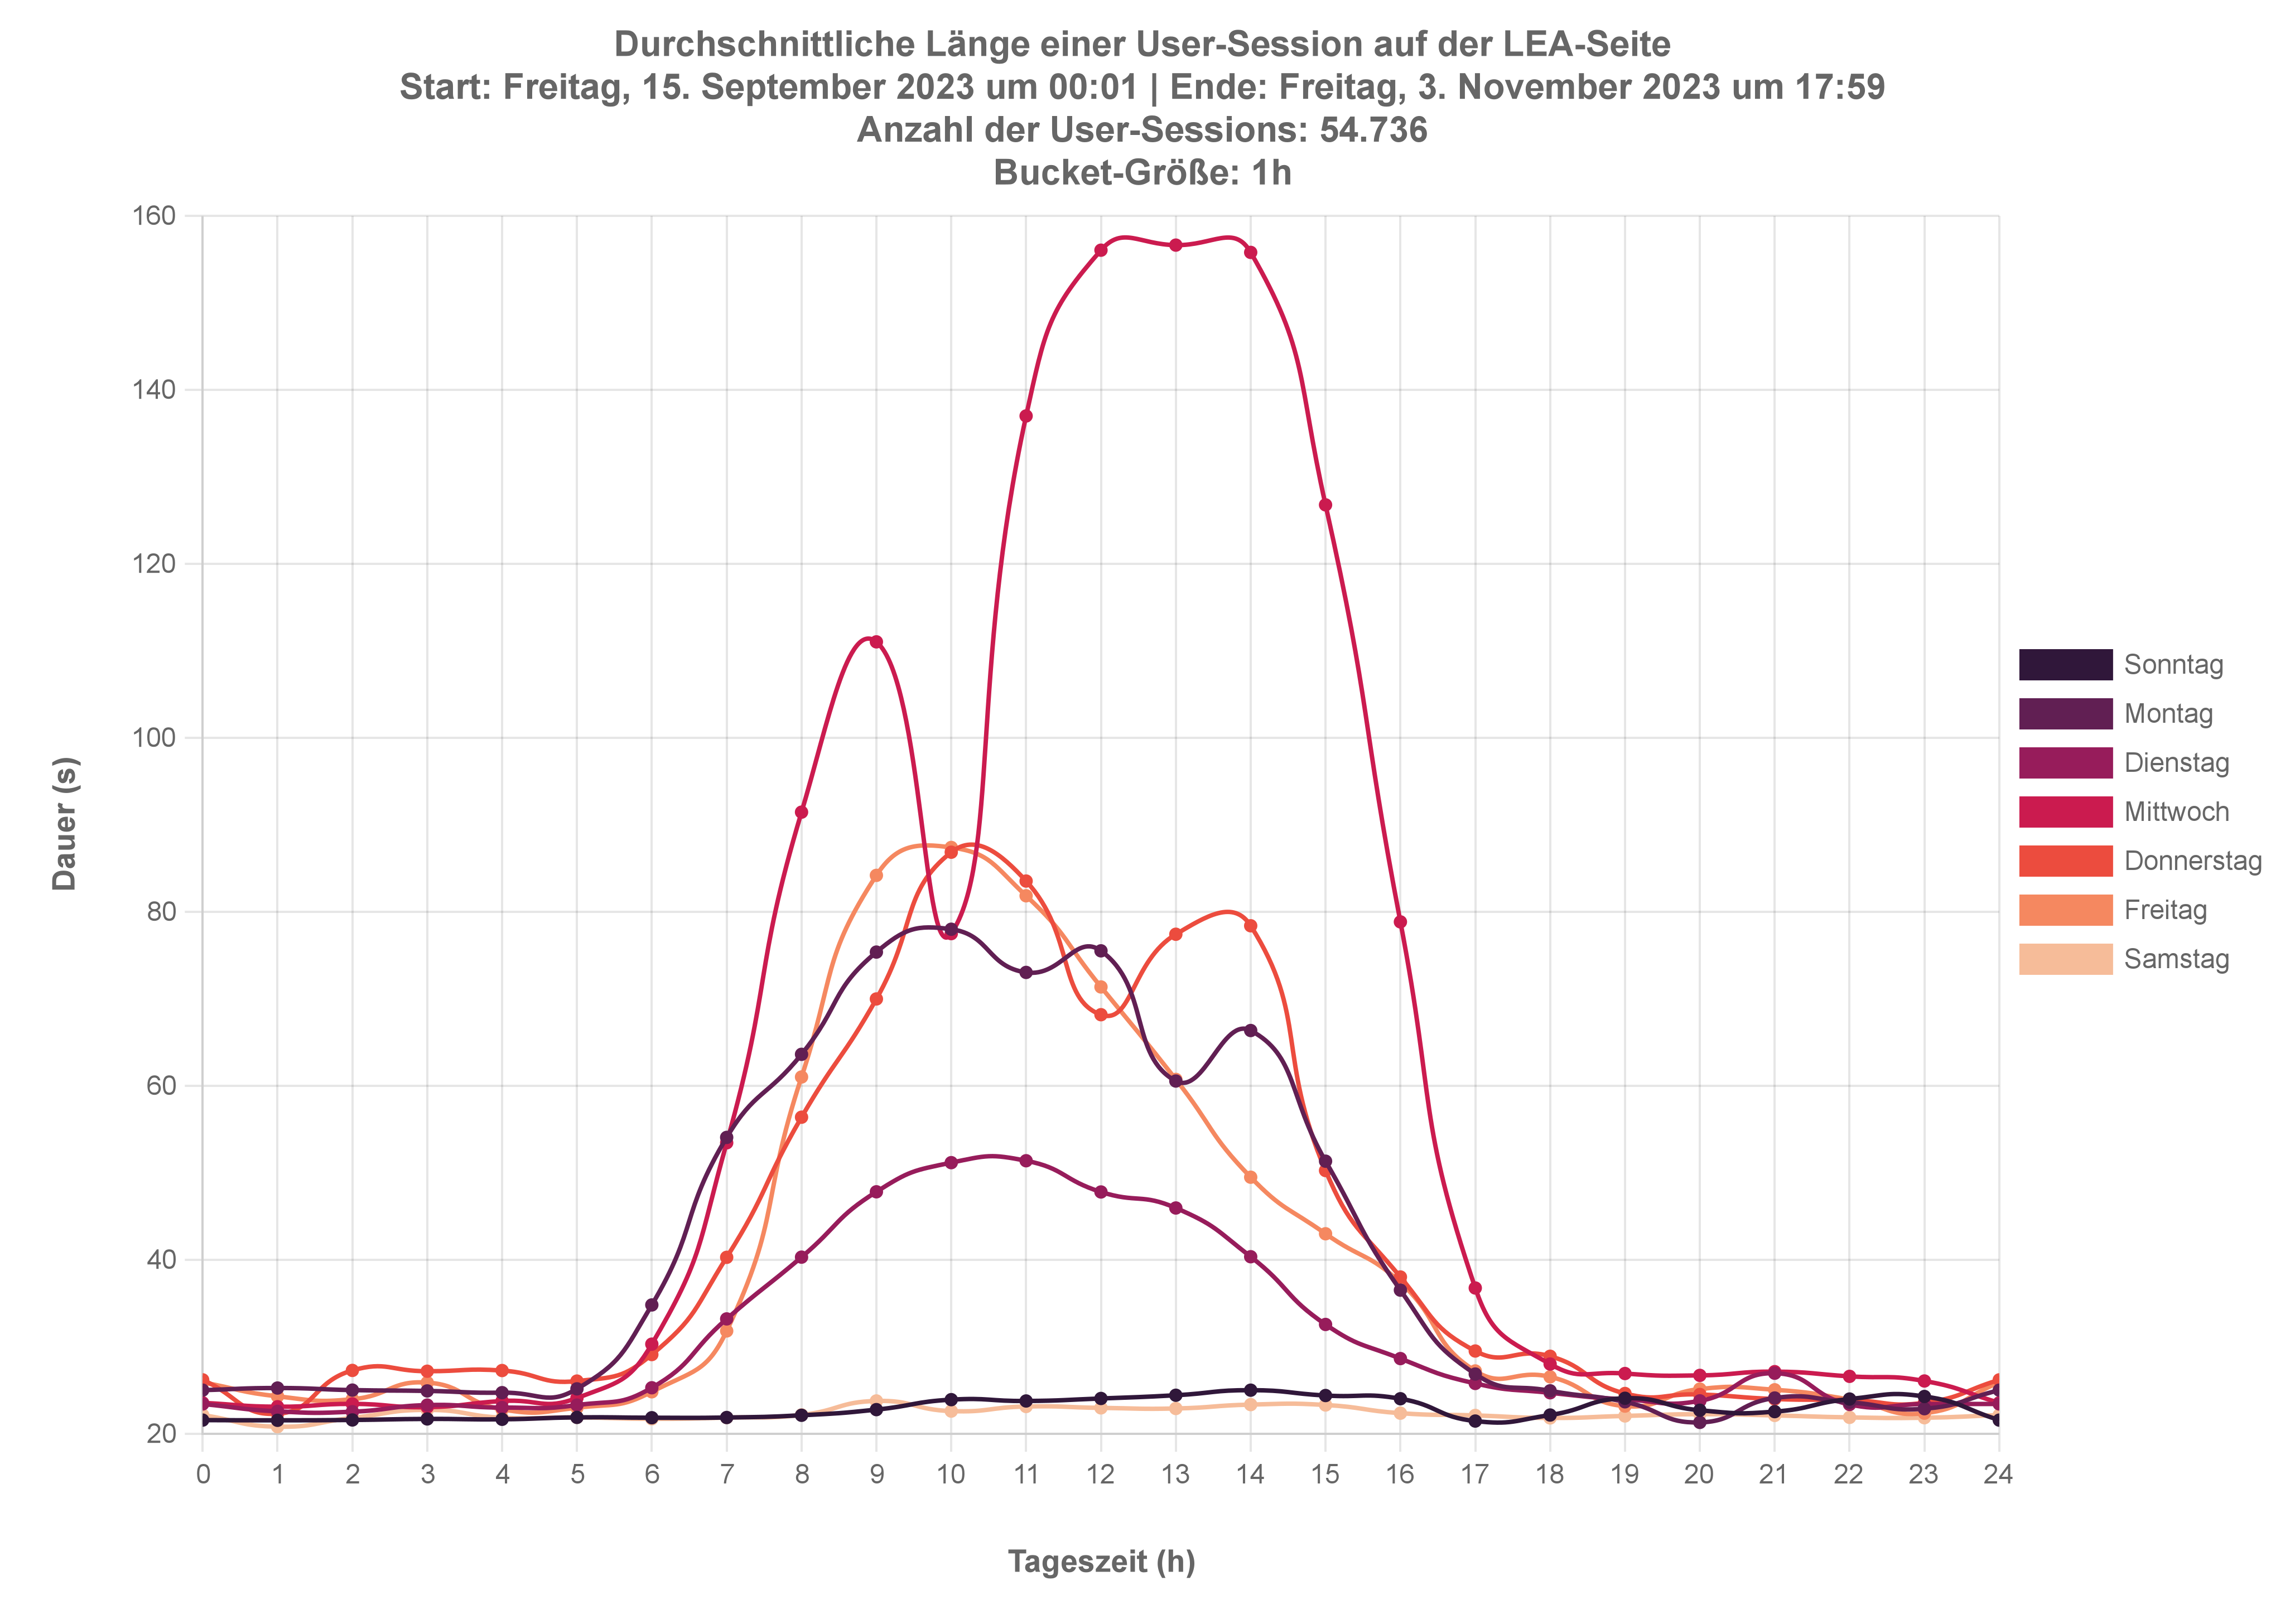 Durchschnittliche Länge einer User-Session auf der LEA-Seite
Start: Freitag, 15. September 2023 um 00:01 | Ende: Freitag, 3. November 2023 um 17:59
Anzahl der User-Sessions: 54.736
Bucket-Größe: 1h
160
140
120
100
80
60
40
20
Dauer (s)
0 1 2 3 4 5 6 7 8 9 10 11 12 13 14 15 16 17 18 19 20 21 22 23 24
Tageszeit (h)
Sonntag
Montag
Dienstag
Mittwoch
Donnerstag
Freitag
Samstag